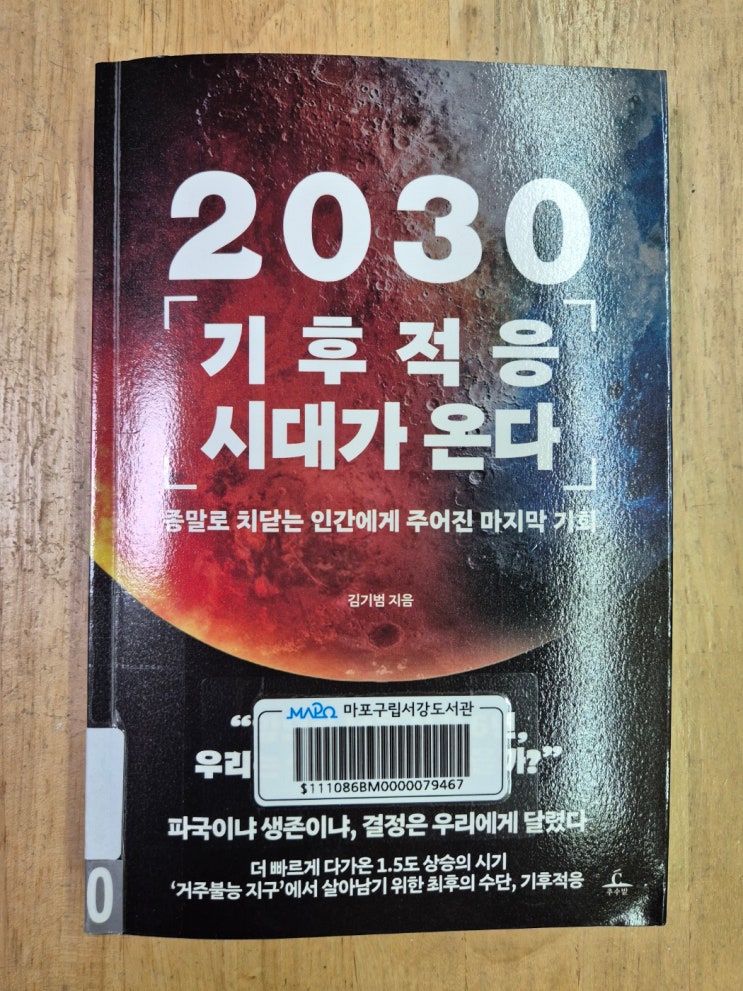 2030
기후적응
시대가 온다
종말로 치닫는 인간에게 주어진 마지막 기회
김기범 지음
MAPO 마포구립서강도서관
$111086BM0000079467
파국이냐 생존이냐, 결정은 우리에게 달렸다
더 빠르게 다가온 1.5도 상승의 시기
‘거주불능 지구’에서 살아남기 위한 최후의 수단, 기후적응
추수밭
0